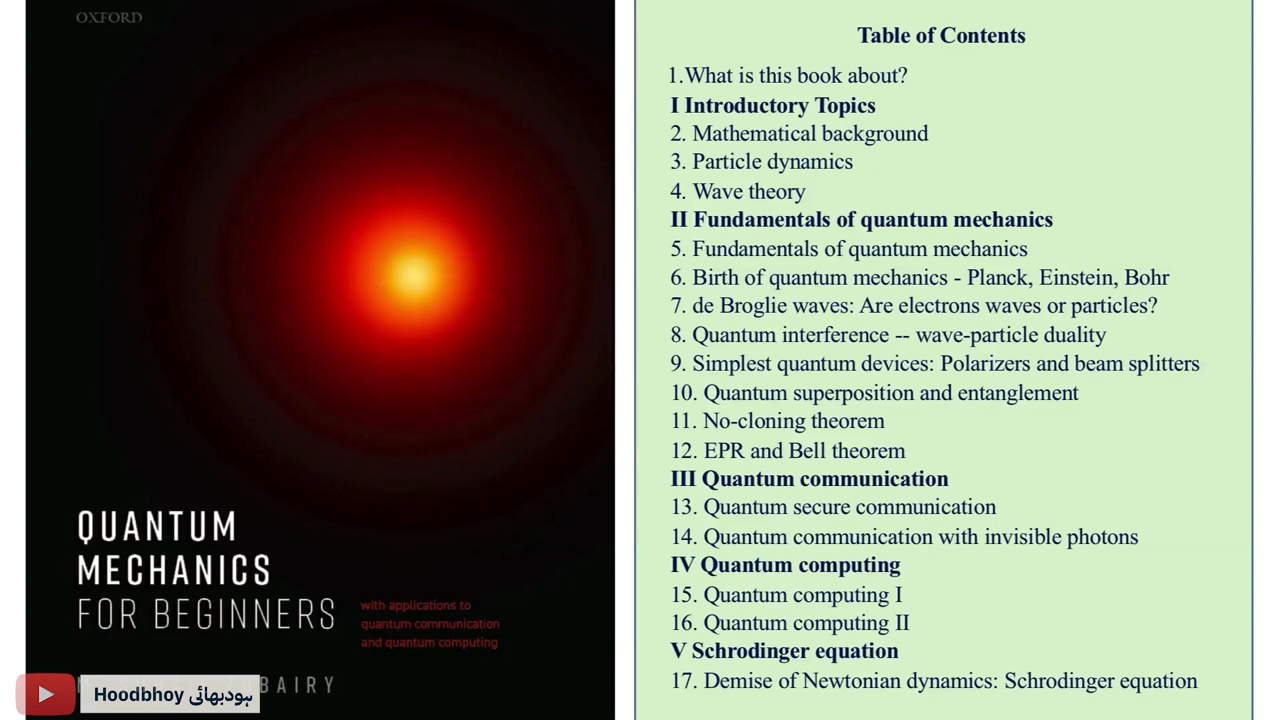 OXFORD
QUANTUM
MECHANICS
FOR BEGINNERS
with applications to
quantum communication
and quantum computing
BAIRY
Hoodbhoy ہودبھائی
Table of Contents
1.What is this book about?
I Introductory Topics
2. Mathematical background
3. Particle dynamics
4. Wave theory
II Fundamentals of quantum mechanics
5. Fundamentals of quantum mechanics
6. Birth of quantum mechanics - Planck, Einstein, Bohr
7. de Broglie waves: Are electrons waves or particles?
8. Quantum interference -- wave-particle duality
9. Simplest quantum devices: Polarizers and beam splitters
10. Quantum superposition and entanglement
11. No-cloning theorem
12. EPR and Bell theorem
III Quantum communication
13. Quantum secure communication
14. Quantum communication with invisible photons
IV Quantum computing
15. Quantum computing I
16. Quantum computing II
V Schrodinger equation
17. Demise of Newtonian dynamics: Schrodinger equation